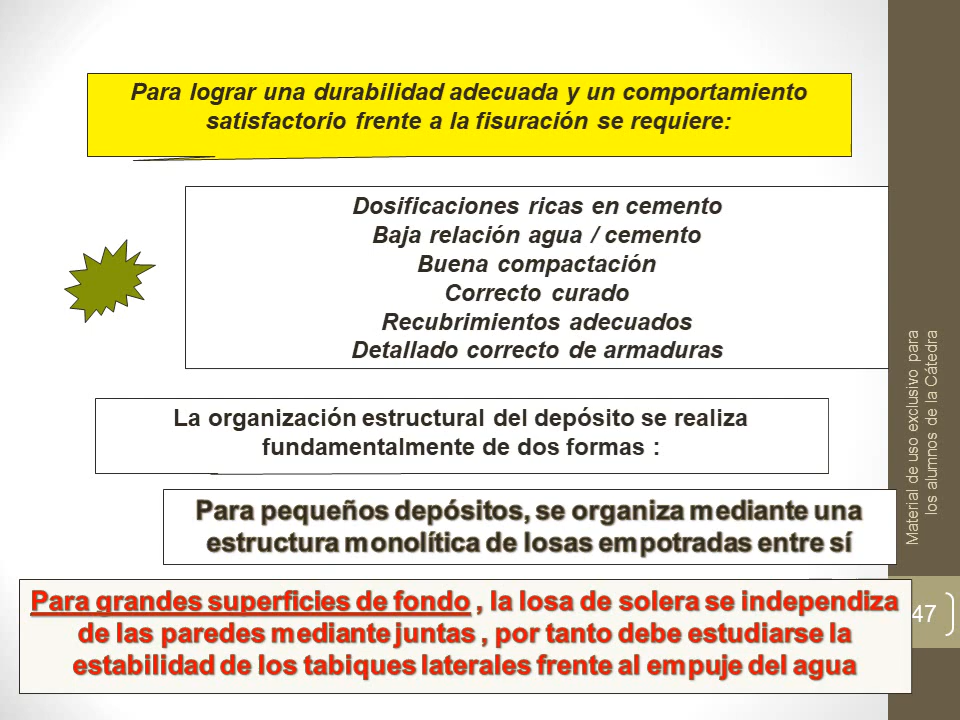 Para lograr una durabilidad adecuada y un comportamiento
satisfactorio frente a la fisuración se requiere:
Dosificaciones ricas en cemento
Baja relación agua / cemento
Buena compactación
Correcto curado
Recubrimientos adecuados
Detallado correcto de armaduras
La organización estructural del depósito se realiza
fundamentalmente de dos formas :
Para pequeños depósitos, se organiza mediante una
estructura monolítica de losas empotradas entre sí
Para grandes superficies de fondo , la losa de solera se independiza
de las paredes mediante juntas , por tanto debe estudiarse la
estabilidad de los tabiques laterales frente al empuje del agua
Material de uso exclusivo para
los alumnos de la Cátedra
47